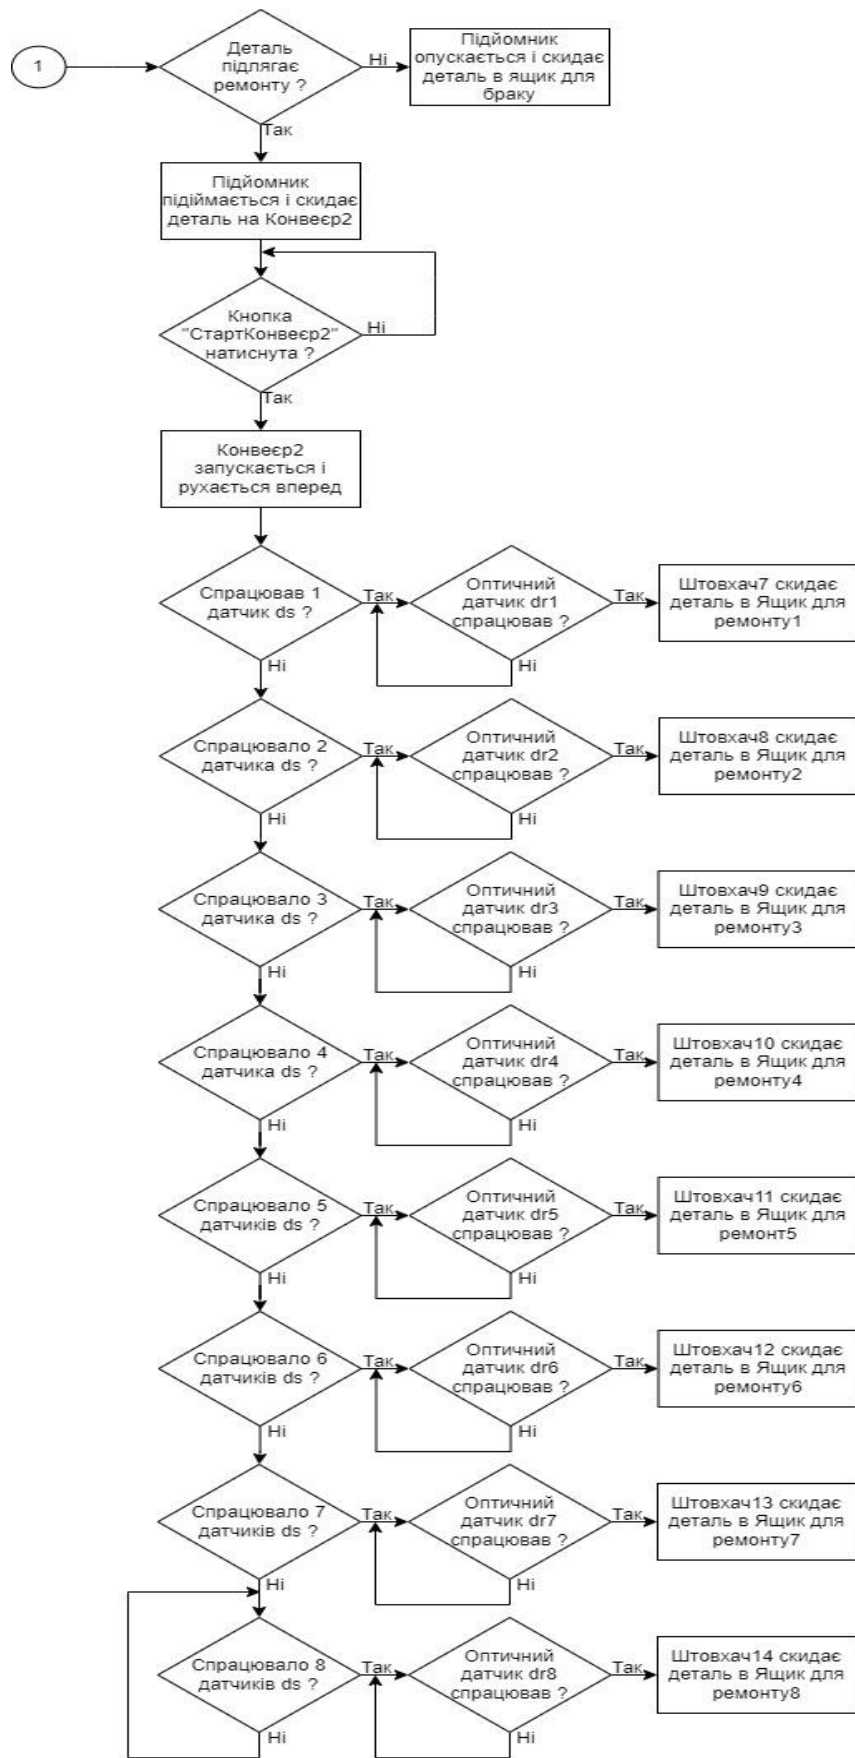 1
Деталь
підлягає
ремонту ?
Ні
Підйомник
опускається і скидає
деталь в ящик для
браку
Так
Підйомник
підіймається і скидає
деталь на Конвеєр2
Кнопка
"СтартКонвеєр2"
натиснута ?
Ні
Так
Конвеєр2
запускається і
рухається вперед
Спрацював 1
датчик ds ?
Так
Оптичний
датчик dr1
спрацював ?
Так
Штовхач7 скидає
деталь в Ящик для
ремонту1
Ні
Ні
Спрацювало 2
датчика ds ?
Так
Оптичний
датчик dr2
спрацював ?
Так
Штовхач8 скидає
деталь в Ящик для
ремонту2
Ні
Ні
Спрацювало 3
датчика ds ?
Так
Оптичний
датчик dr3
спрацював ?
Так
Штовхач9 скидає
деталь в Ящик для
ремонту3
Ні
Ні
Спрацювало 4
датчика ds ?
Так
Оптичний
датчик dr4
спрацював ?
Так
Штовхач10 скидає
деталь в Ящик для
ремонту4
Ні
Ні
Спрацювало 5
датчиків ds ?
Так
Оптичний
датчик dr5
спрацював ?
Так
Штовхач11 скидає
деталь в Ящик для
ремонт5
Ні
Ні
Спрацювало 6
датчиків ds ?
Так
Оптичний
датчик dr6
спрацював ?
Так
Штовхач12 скидає
деталь в Ящик для
ремонту6
Ні
Ні
Спрацювало 7
датчиків ds ?
Так
Оптичний
датчик dr7
спрацював ?
Так
Штовхач13 скидає
деталь в Ящик для
ремонту7
Ні
Ні
Спрацювало 8
датчиків ds ?
Так
Оптичний
датчик dr8
спрацював ?
Так
Штовхач14 скидає
деталь в Ящик для
ремонту8
Ні
Ні